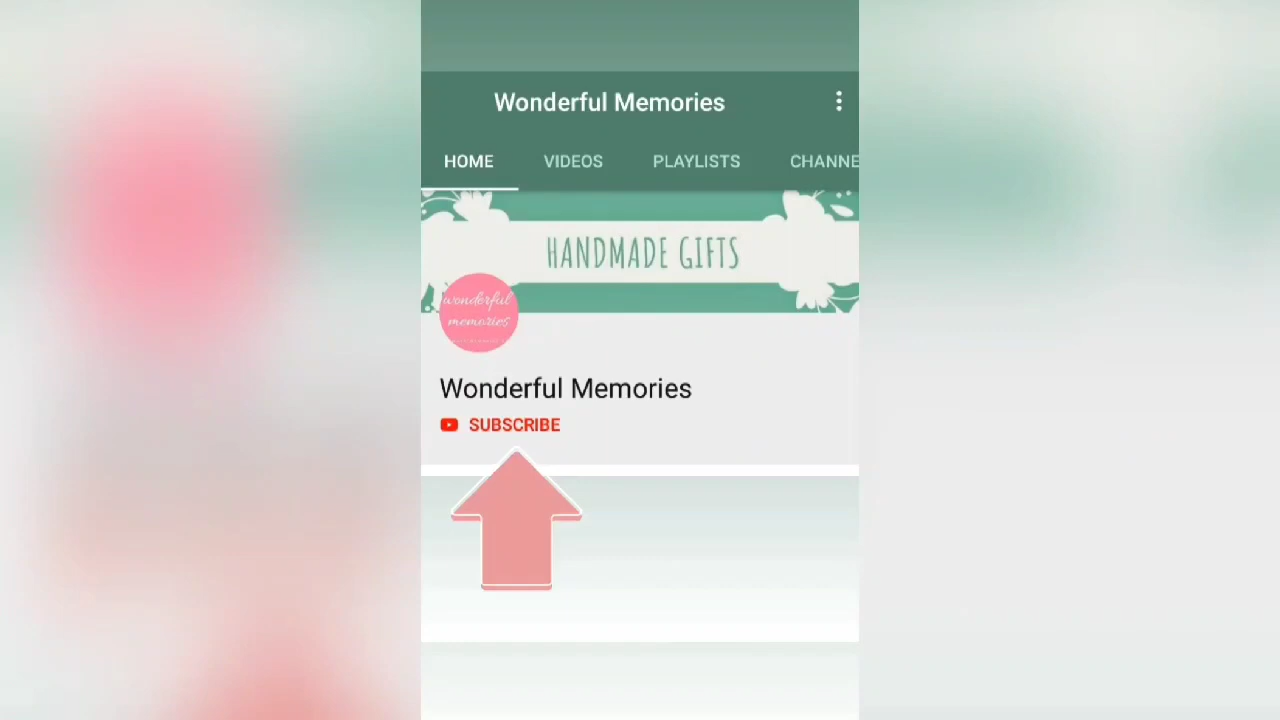 Wonderful Memories
HOME VIDEOS PLAYLISTS CHANNE
HANDMADE GIFTS
wonderful
memories
Wonderful Memories
SUBSCRIBE